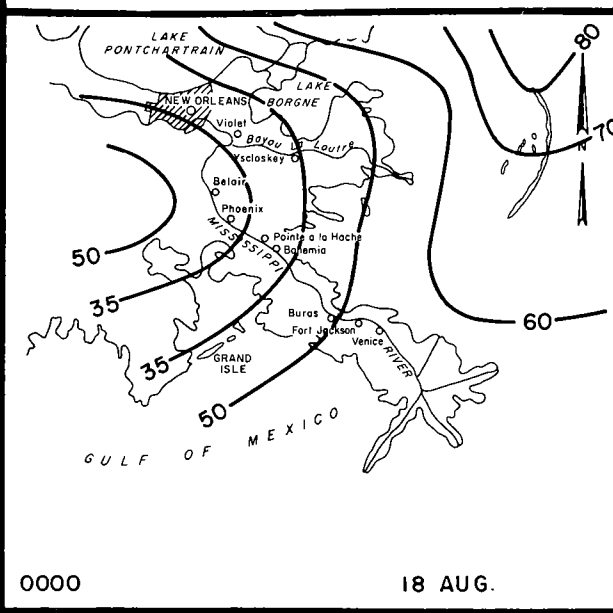 LAKE
PONTCHARTRAIN
80
LAKE
BORGNE
NEW ORLEANS
Violet
Bayou La Loutre
70
Yscloskey
Belair
Phoenix
MISSISSIPPI
Pointe a la Hache
Bohemia
50
35
Buras
Fort Jackson
60
Venice
RIVER
35
GRAND
ISLE
50
GULF OF MEXICO
0000
18 AUG.